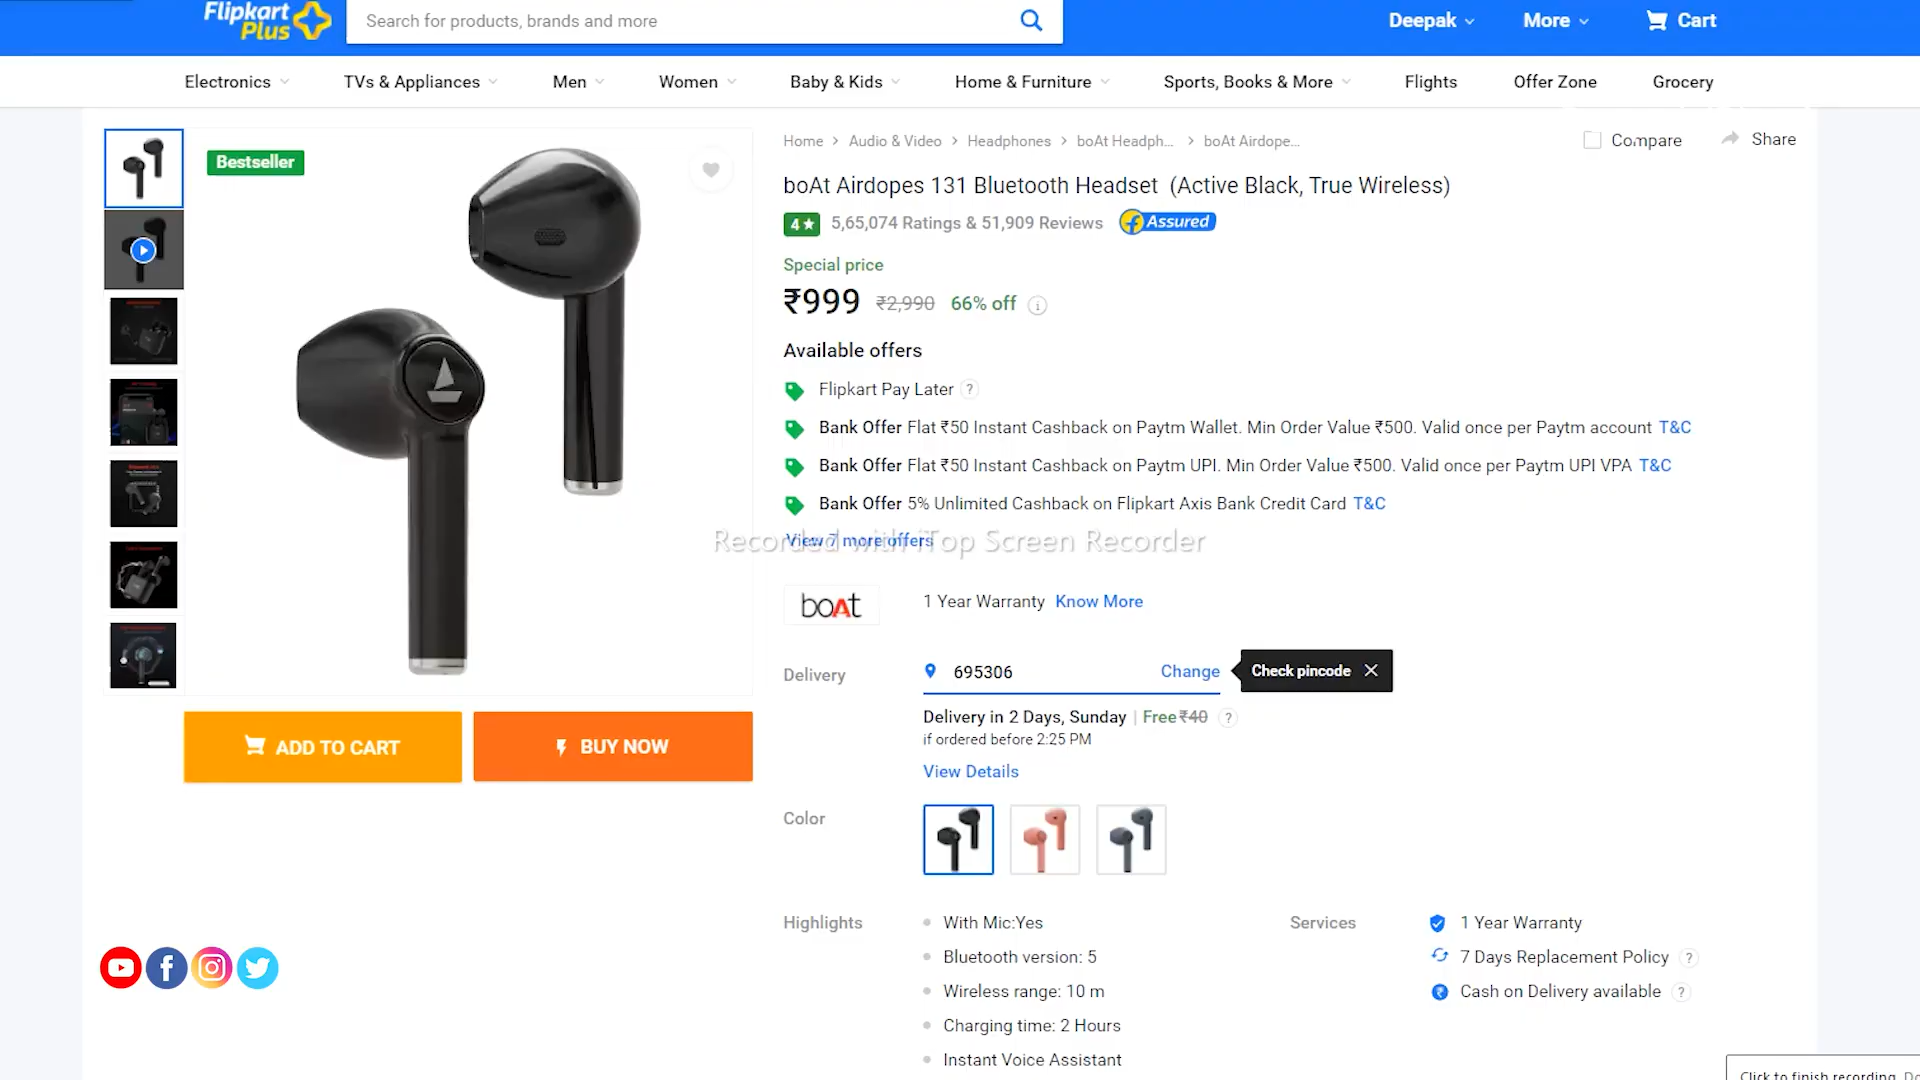 Flipkart
Plus
Search for products, brands and more
Deepak
More
Cart
Electronics
TVs & Appliances
Men
Women
Baby & Kids
Home & Furniture
Sports, Books & More
Flights
Offer Zone
Grocery
Bestseller
Home > Audio & Video > Headphones > boAt Headph... > boAt Airdope...
Compare
Share
boAt Airdopes 131 Bluetooth Headset (Active Black, True Wireless)
4★ 5,65,074 Ratings & 51,909 Reviews
Assured
Special price
₹999 ₹2,990 66% off
Available offers
Flipkart Pay Later ?
Bank Offer Flat ₹50 Instant Cashback on Paytm Wallet. Min Order Value ₹500. Valid once per Paytm account T&C
Bank Offer Flat ₹50 Instant Cashback on Paytm UPI. Min Order Value ₹500. Valid once per Paytm UPI VPA T&C
Bank Offer 5% Unlimited Cashback on Flipkart Axis Bank Credit Card T&C
View 7 more offers
Recorded with iTop Screen Recorder
boAt
1 Year Warranty Know More
Delivery
695306
Change
Check pincode
Delivery in 2 Days, Sunday | Free ₹40 ?
if ordered before 2:25 PM
View Details
ADD TO CART
BUY NOW
Color
Highlights
With Mic:Yes
Bluetooth version: 5
Wireless range: 10 m
Charging time: 2 Hours
Instant Voice Assistant
Services
1 Year Warranty
7 Days Replacement Policy ?
Cash on Delivery available ?
Click to finish recording.